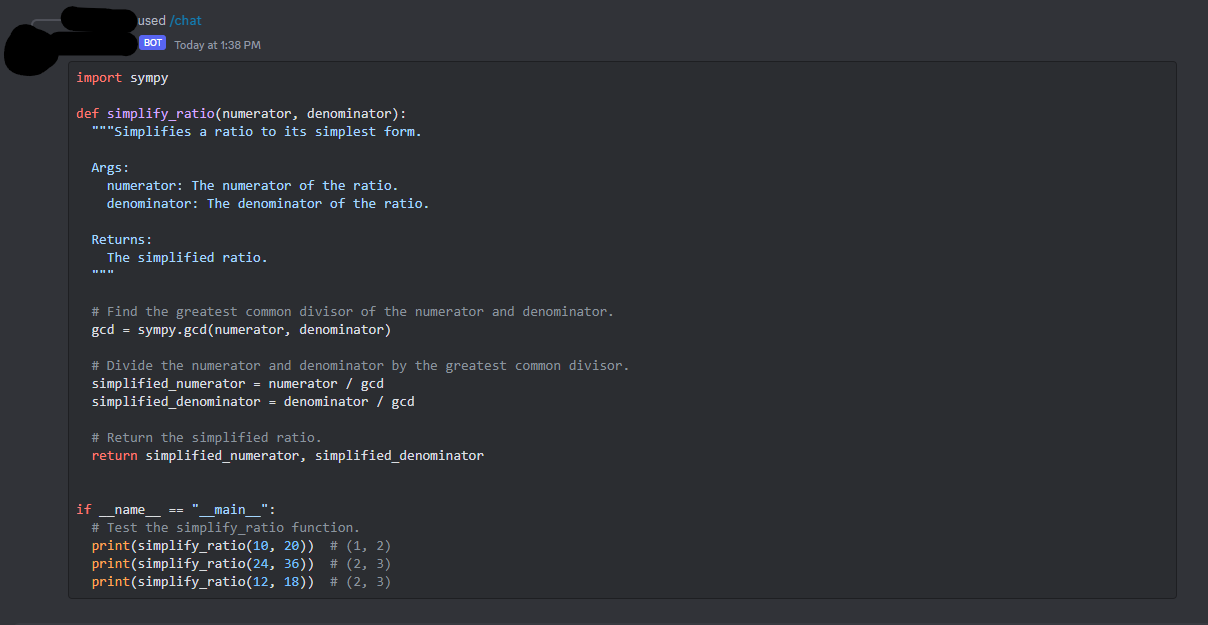 used /chat
BOT Today at 1:38 PM
import sympy
def simplify_ratio(numerator, denominator):
"""Simplifies a ratio to its simplest form.
Args:
numerator: The numerator of the ratio.
denominator: The denominator of the ratio.
Returns:
The simplified ratio.
"""
# Find the greatest common divisor of the numerator and denominator.
gcd = sympy.gcd(numerator, denominator)
# Divide the numerator and denominator by the greatest common divisor.
simplified_numerator = numerator / gcd
simplified_denominator = denominator / gcd
# Return the simplified ratio.
return simplified_numerator, simplified_denominator
if __name__ == "__main__":
# Test the simplify_ratio function.
print(simplify_ratio(10, 20))  # (1, 2)
print(simplify_ratio(24, 36))  # (2, 3)
print(simplify_ratio(12, 18))  # (2, 3)